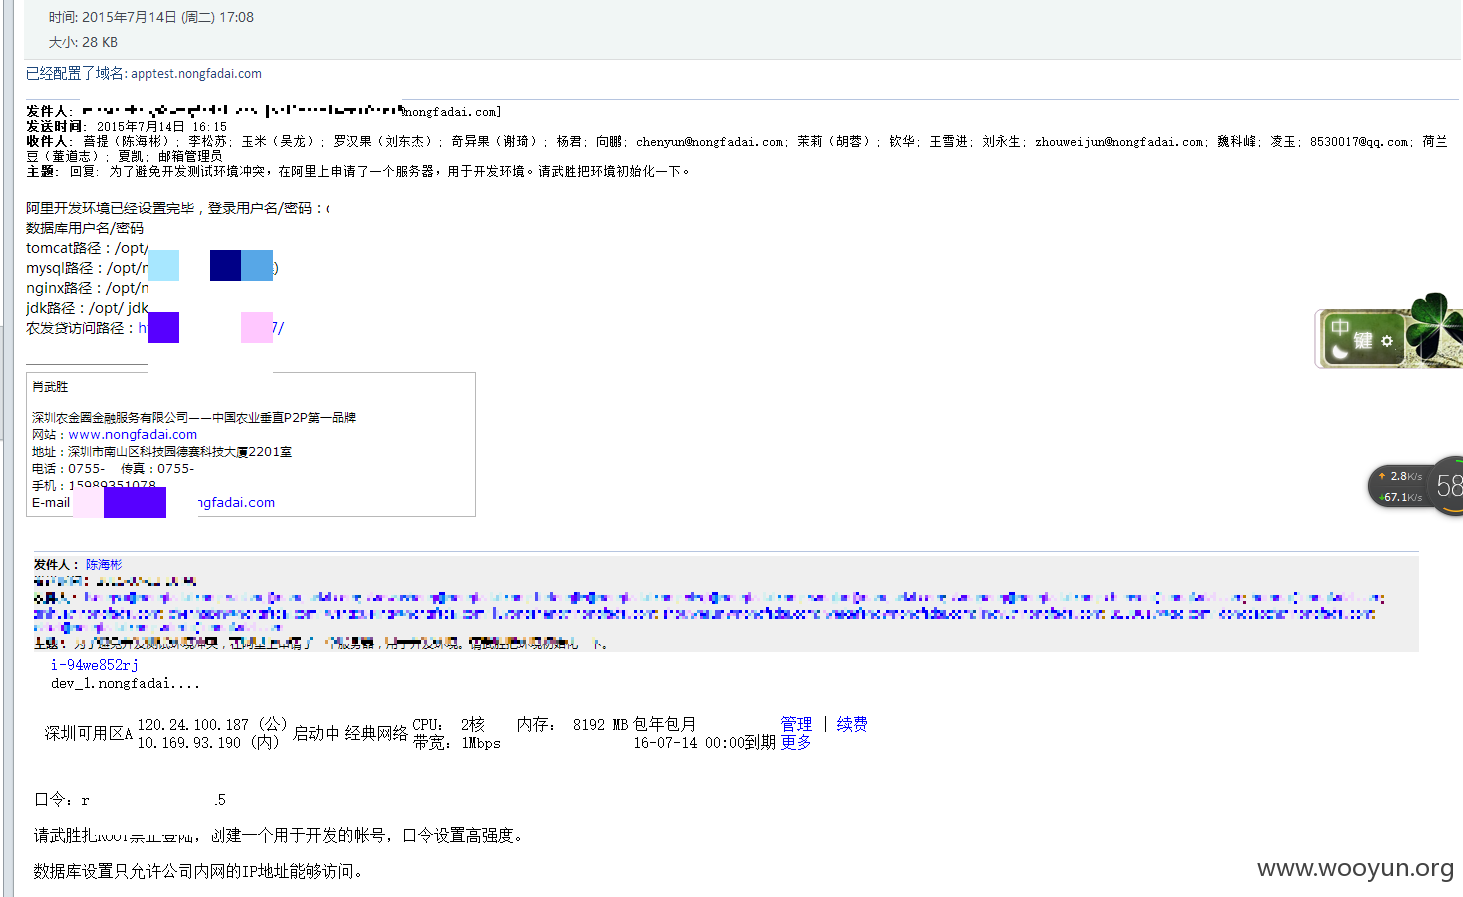 时间: 2015年7月14日 (周二) 17:08
大小: 28 KB
已经配置了域名: apptest.nongfadai.com
发件人: nongfadai.com]
发送时间: 2015年7月14日 16:15
收件人: 菩提（陈海彬）; 李松苏; 玉米（吴龙）; 罗汉果（刘东杰）; 奇异果（谢琦）; 杨君; 向鹏; chenyun@nongfadai.com; 茉莉（胡蓉）; 钦华; 王雪进; 刘永生; zhouweijun@nongfadai.com; 魏科峰; 凌玉; 8530017@qq.com; 荷兰
豆（董道志）; 夏凯; 邮箱管理员
主题: 回复: 为了避免开发测试环境冲突，在阿里上申请了一个服务器，用于开发环境。请武胜把环境初始化一下。
阿里开发环境已经设置完毕，登录用户名/密码：
数据库用户名/密码
tomcat路径：/opt/
mysql路径：/opt/
nginx路径：/opt/n
jdk路径：/opt/ jdk
农发贷访问路径：h 7/
肖武胜
深圳农金圈金融服务有限公司——中国农业垂直P2P第一品牌
网站：www.nongfadai.com
地址：深圳市南山区科技园德赛科技大厦2201室
电话：0755- 传真：0755-
手机：15989351078
E-mail ngfadai.com
发件人： 陈海彬
主题： 为了避免开发测试环境冲突，在阿里上申请了一个服务器，用于开发环境。请武胜把环境初始化一下。
i-94we852rj
dev_1.nongfadai....
深圳可用区A 120.24.100.187 (公) 启动中 经典网络 CPU: 2核 内存: 8192 MB 包年包月 管理 | 续费
10.169.93.190 (内) 带宽: 1Mbps 16-07-14 00:00到期 更多
口令: r .5
请武胜把root禁止登陆，创建一个用于开发的帐号，口令设置高强度。
数据库设置只允许公司内网的IP地址能够访问。
中
键
2.8K/s
67.1K/s
58
www.wooyun.org